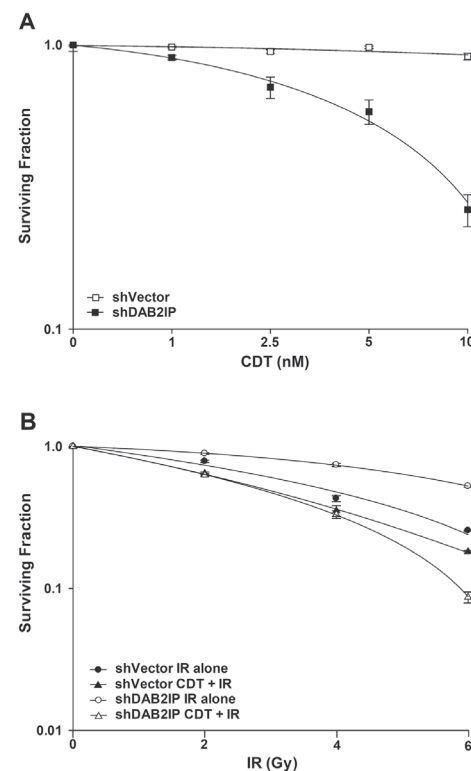 A
1.0
0.1
Surviving Fraction
shVector
shDAB2IP
0 1 2.5 5 10
CDT (nM)
B
1.0
0.1
0.01
Surviving Fraction
shVector IR alone
shVector CDT + IR
shDAB2IP IR alone
shDAB2IP CDT + IR
0 2 4 6
IR (Gy)